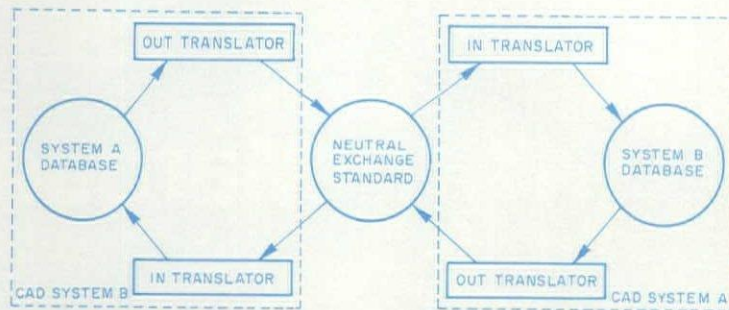 OUT TRANSLATOR
IN TRANSLATOR
SYSTEM A
DATABASE
NEUTRAL
EXCHANGE
STANDARD
SYSTEM B
DATABASE
IN TRANSLATOR
OUT TRANSLATOR
CAD SYSTEM B
CAD SYSTEM A